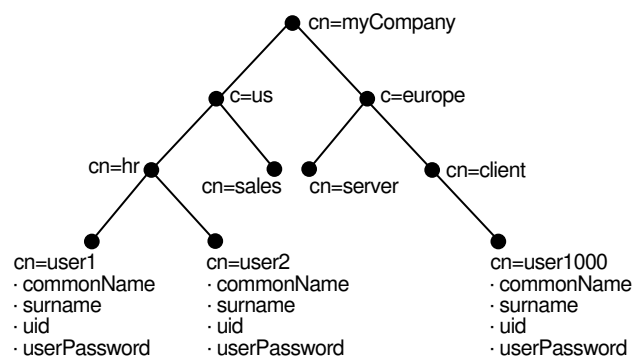 cn=myCompany
c=us
c=europe
cn=hr
cn=sales
cn=server
cn=client
cn=user1
· commonName
· surname
· uid
· userPassword
cn=user2
· commonName
· surname
· uid
· userPassword
cn=user1000
· commonName
· surname
· uid
· userPassword